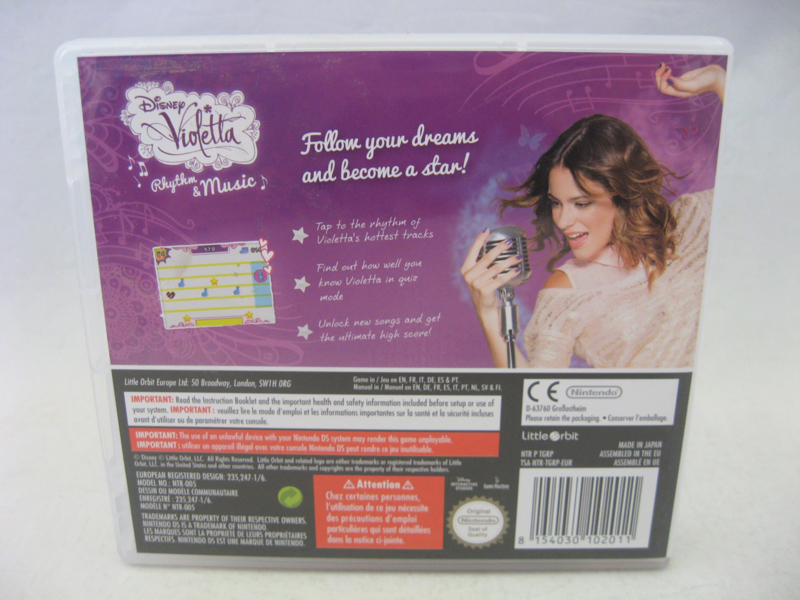 Disney
Violetta
Rhythm
& Music
Follow your dreams
and become a star!
Tap to the rhythm of
Violetta's hottest tracks
Find out how well you
know Violetta in quiz
mode
Unlock new songs and get
the ultimate high score!
Little Orbit Europe Ltd. 50 Broadway, London, SW1H 0RG
Game in / Jeu en EN, FR, IT, DE, ES & PT.
Manual in / Manuel en EN, DE, FR, ES, IT, PT, NL, SV & FI.
IMPORTANT: Read the Instruction Booklet and the important health and safety information included before setup or use of
your system. IMPORTANT : veuillez lire le mode d'emploi et les informations importantes sur la santé et la sécurité incluses
avant d'utiliser ou de paramétrer votre console.
IMPORTANT: The use of an unlawful device with your Nintendo DS system may render this game unplayable.
IMPORTANT : utiliser un appareil illégal avec votre console Nintendo DS peut rendre ce jeu inutilisable.
© Disney © Little Orbit, LLC. All Rights Reserved. Little Orbit and related logos are either trademarks or registered trademarks of Little
Orbit, LLC. in the United States and other countries. All other trademarks and copyrights are the property of their respective holders.
EUROPEAN REGISTERED DESIGN: 235,247-1/6.
MODEL NO.: NTR-005
DESSIN OU MODÈLE COMMUNAUTAIRE
ENREGISTRÉ : 235,247-1/6.
MODÈLE N° NTR-005
TRADEMARKS ARE PROPERTY OF THEIR RESPECTIVE OWNERS.
NINTENDO DS IS A TRADEMARK OF NINTENDO.
LES MARQUES SONT LA PROPRIÉTÉ DE LEURS PROPRIÉTAIRES
RESPECTIFS. NINTENDO DS EST UNE MARQUE DE NINTENDO.
Attention
Chez certaines personnes,
l'utilisation de ce jeu nécessite
des précautions d'emploi
particulières qui sont détaillées
dans la notice ci-jointe.
Disney
INTERACTIVE
STUDIOS
Game Machine
Original
Nintendo
Seal of
Quality
CE
Nintendo
D-63760 Großostheim
Please retain the packaging. • Conserver l'emballage.
Little Orbit
MADE IN JAPAN
NTR P TGRP
ASSEMBLED IN THE EU
TSA-NTR-TGRP-EUR
ASSEMBLÉ EN UE
8 154030 102011